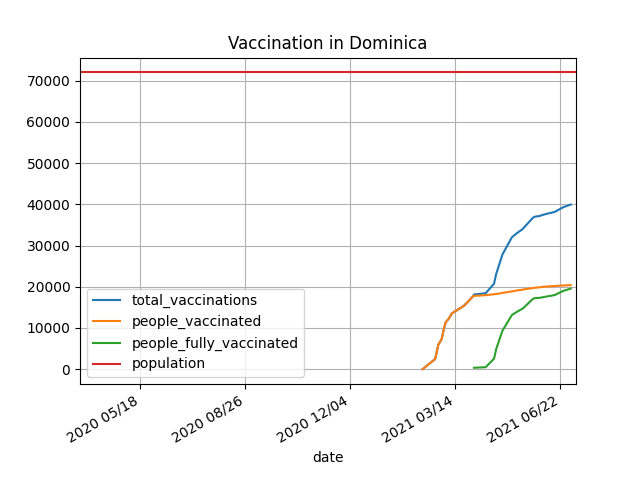 Vaccination in Dominica
70000
60000
50000
40000
30000
20000
10000
0
total_vaccinations
people_vaccinated
people_fully_vaccinated
population
2020 05/18
2020 08/26
2020 12/04
2021 03/14
2021 06/22
date